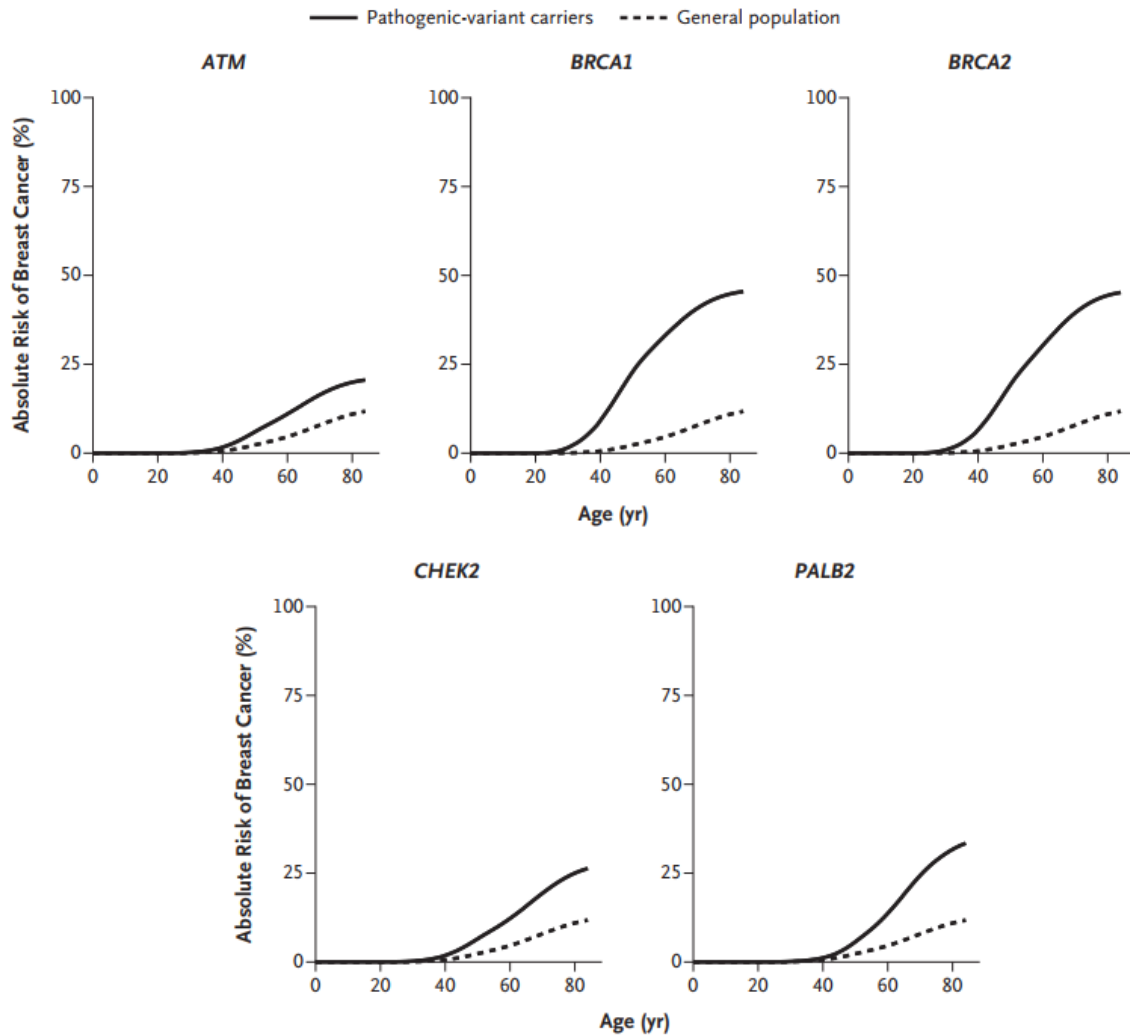 Pathogenic-variant carriers General population
ATM BRCA1 BRCA2
Absolute Risk of Breast Cancer (%)
100 100 100
75 75 75
50 50 50
25 25 25
0 0 0
0 20 40 60 80 0 20 40 60 80 0 20 40 60 80
Age (yr)
CHEK2 PALB2
Absolute Risk of Breast Cancer (%)
100 100
75 75
50 50
25 25
0 0
0 20 40 60 80 0 20 40 60 80
Age (yr)